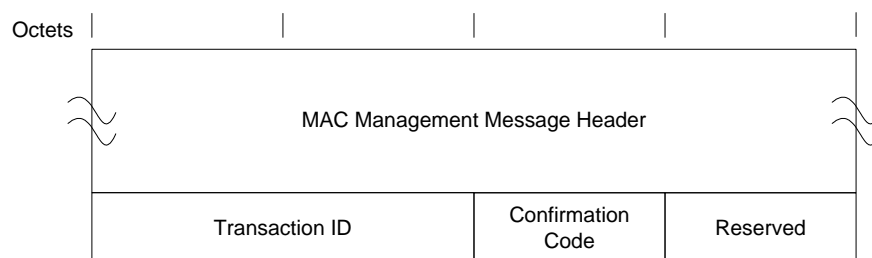 Octets
MAC Management Message Header
Transaction ID
Confirmation
Code
Reserved